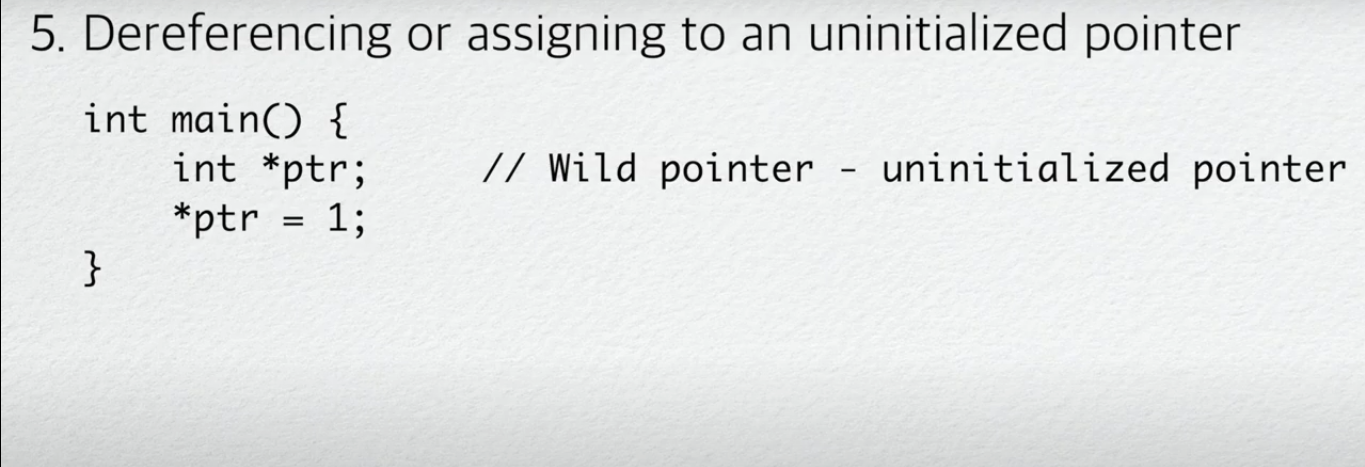 5. Dereferencing or assigning to an uninitialized pointer
int main() {
int *ptr; // Wild pointer - uninitialized pointer
*ptr = 1;
}